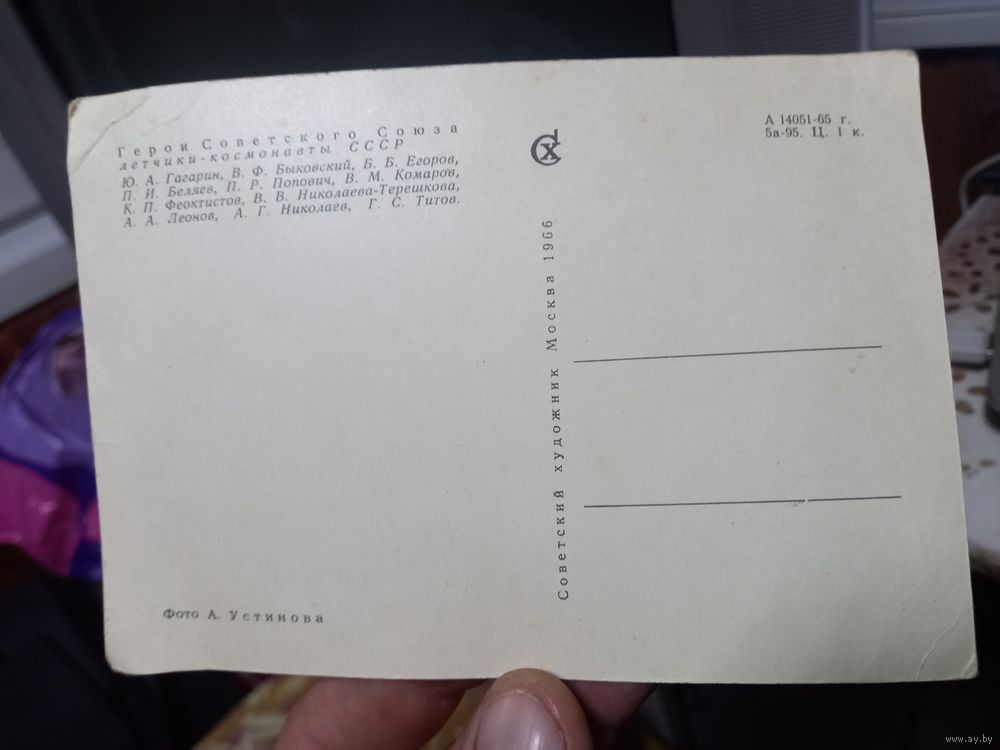 Герои Советского Союза
летчики-космонавты СССР
Ю. А. Гагарин, В. Ф. Быковский, Б. Б. Егоров,
П. И. Беляев, П. Р. Попович, В. М. Комаров,
К. П. Феоктистов, В. В. Николаева-Терешкова,
А. А. Леонов, А. Г. Николаев, Г. С. Титов.
Фото А. Устинова
Советский художник Москва 1966
СХ
А 14051-65 г.
5а-95. Ц. 1 к.
www.ay.by